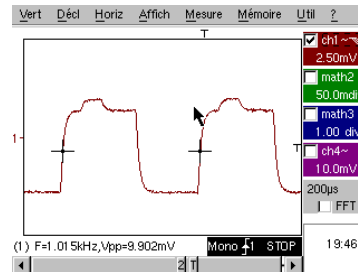 Vert Décl Horiz Affich Mesure Mémoire Util ?
T
ch1 ~
2.50mV
math2
50.0mdi
math3
1.00 div
ch4~
10.0mV
1-
T
200µs
FFT
(1) F=1.015kHz,Vpp=9.902mV Mono 1 STOP 19:46
2 T